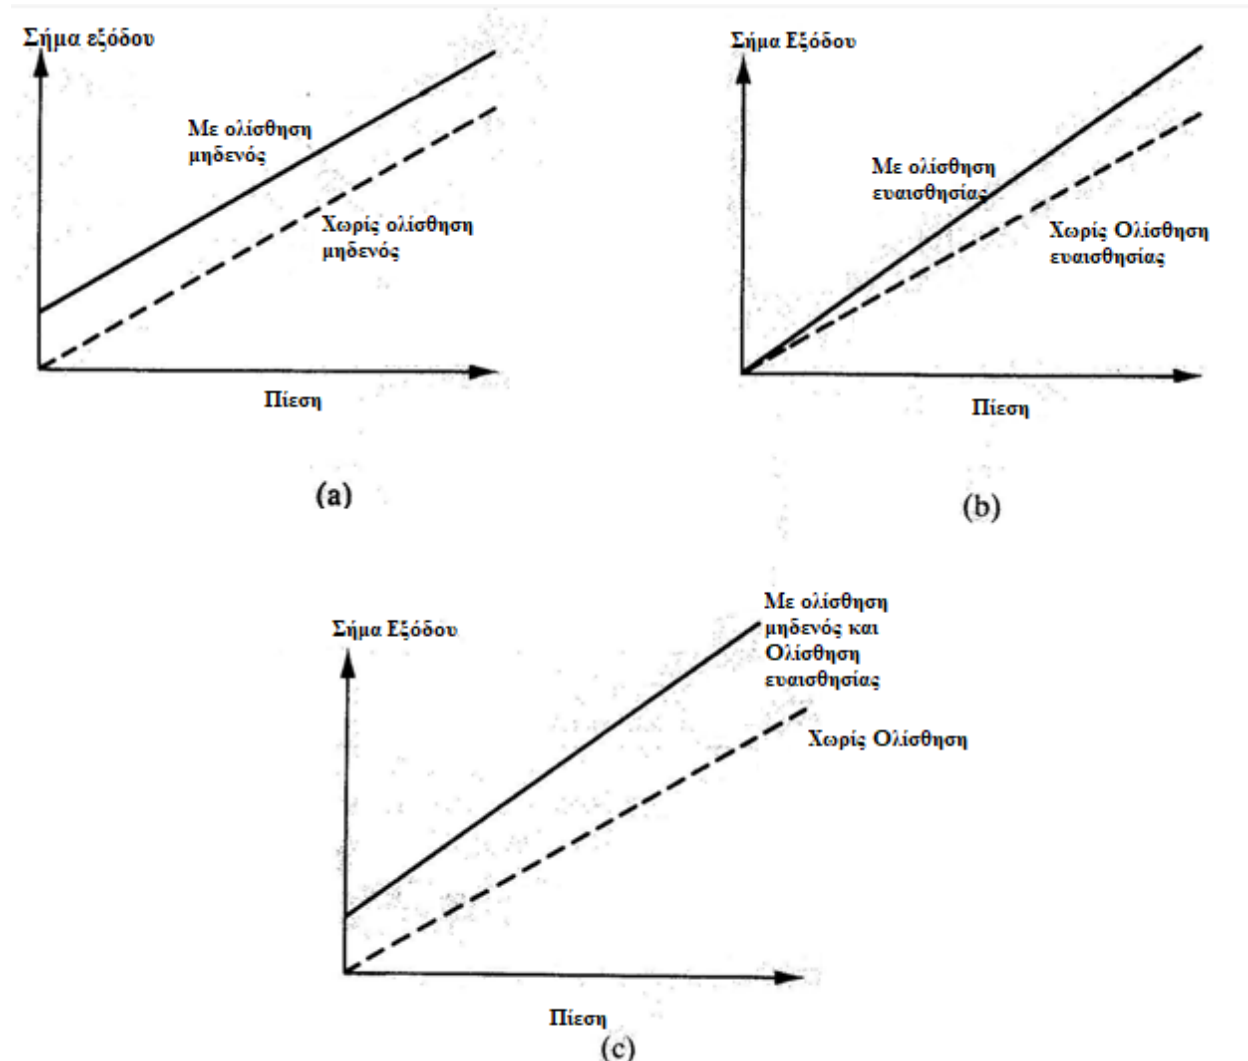 Σήμα εξόδου
Με ολίσθηση
μηδενός
Χωρίς ολίσθηση
μηδενός
Πίεση
(a)
Σήμα Εξόδου
Με ολίσθηση
ευαισθησίας
Χωρίς Ολίσθηση
ευαισθησίας
Πίεση
(b)
Σήμα Εξόδου
Με ολίσθηση
μηδενός και
Ολίσθηση
ευαισθησίας
Χωρίς Ολίσθηση
Πίεση
(c)